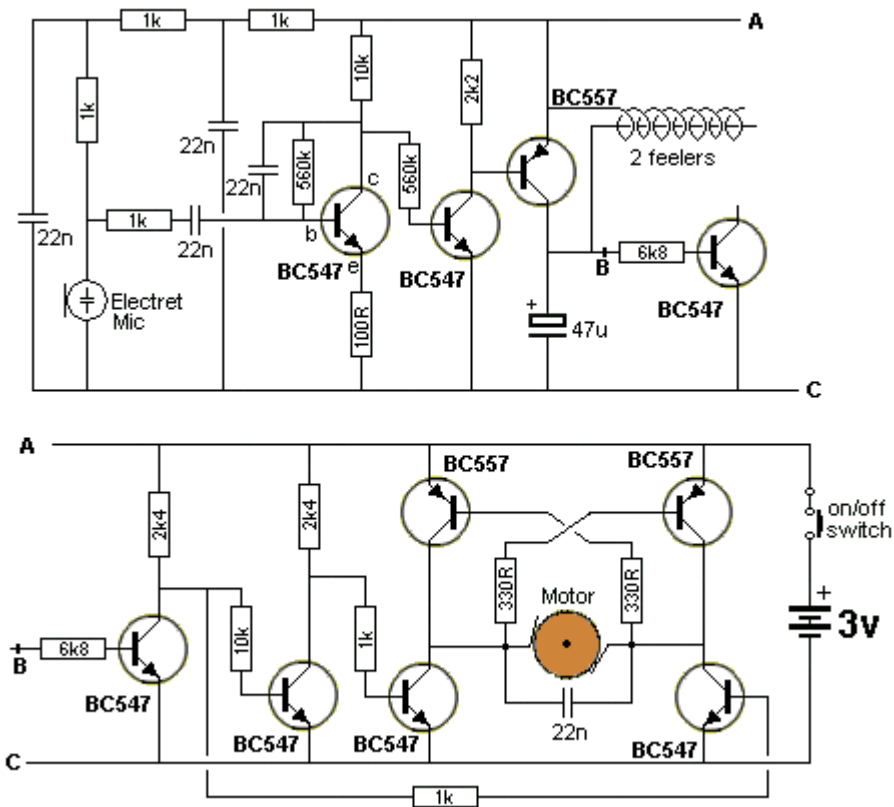 1k
1k
A
1k
10k
2k2
BC557
22n
22n
560k
c
560k
2 feelers
22n
1k
22n
b
BC547
e
BC547
B
6k8
BC547
Electret
Mic
100R
+
47u
C
A
BC557
BC557
2k4
2k4
on/off
switch
330R
Motor
330R
+
3v
10k
1k
6k8
B
BC547
BC547
BC547
22n
BC547
C
1k